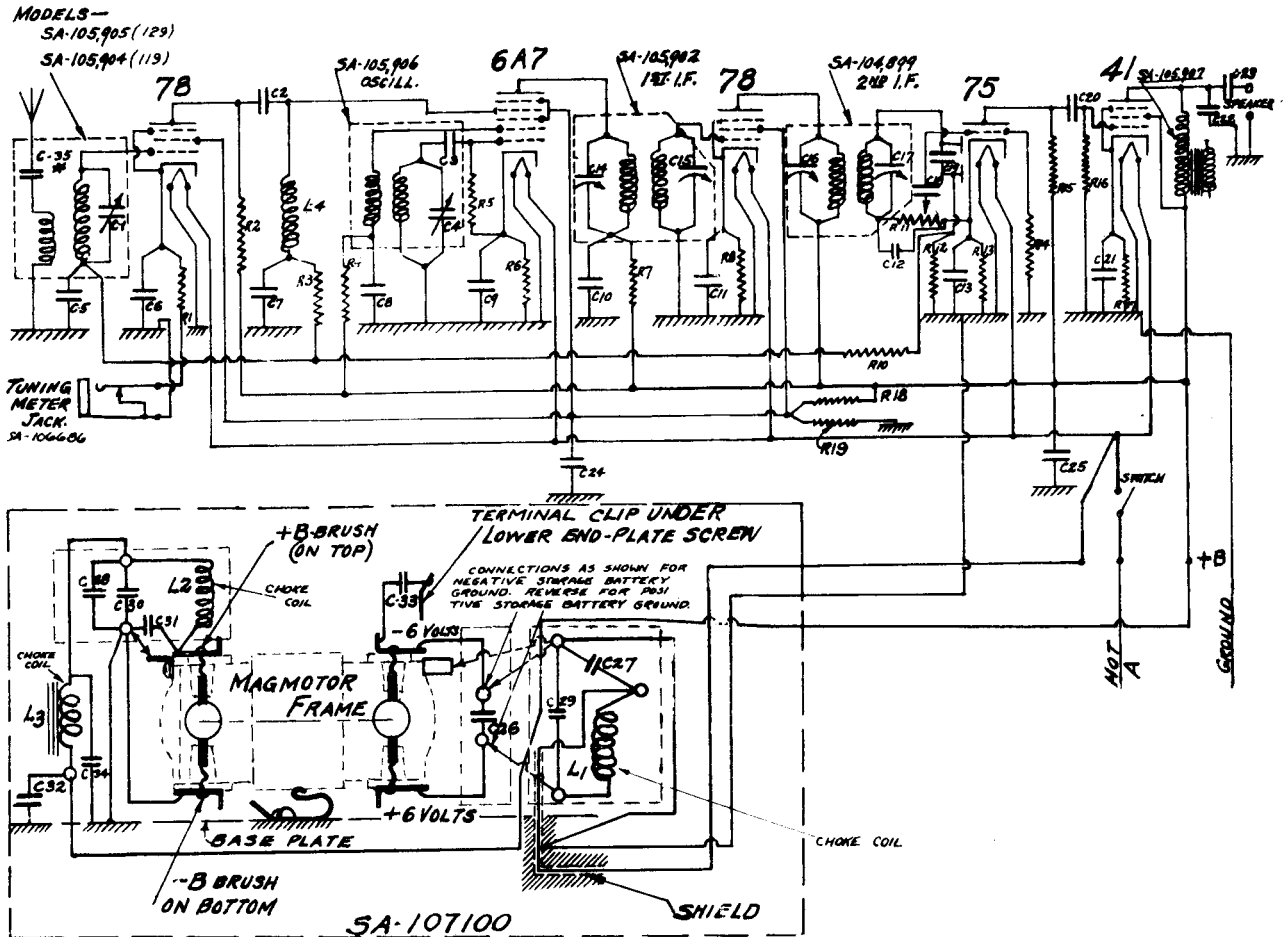 MODELS—
SA-105,905 (129)
SA-105,904 (119)
78
SA-105,906
OSCILL.
6A7
SA-105,902
1ST I.F.
78
SA-104,899
2ND I.F.
75
41
SA-105,907
C2
C20
C22
SPEAKER
C-35
*
C1
R2
L4
C3
C4
R5
C14
C15
C16
C17
R15
R16
R11
C12
R12
R13
C5
C6
R1
C7
R3
C8
C9
R6
C10
R7
C11
R8
C13
C21
R10
TUNING
METER
JACK.
SA-106686
R18
R19
C24
C25
SWITCH
+B-BRUSH
(ON TOP)
TERMINAL CLIP UNDER
LOWER END-PLATE SCREW
CONNECTIONS AS SHOWN FOR
NEGATIVE STORAGE BATTERY
GROUND. REVERSE FOR POSI
TIVE STORAGE BATTERY GROUND.
+B
HOT
A
GROUND
L2
CHOKE
COIL
C30
C31
C-33
-6 VOLTS
CHOKE
COIL
L3
MAGMOTOR
FRAME
C26
C27
C29
L1
C32
C34
+6 VOLTS
BASE PLATE
CHOKE COIL
-B BRUSH
ON BOTTOM
SHIELD
SA-107100